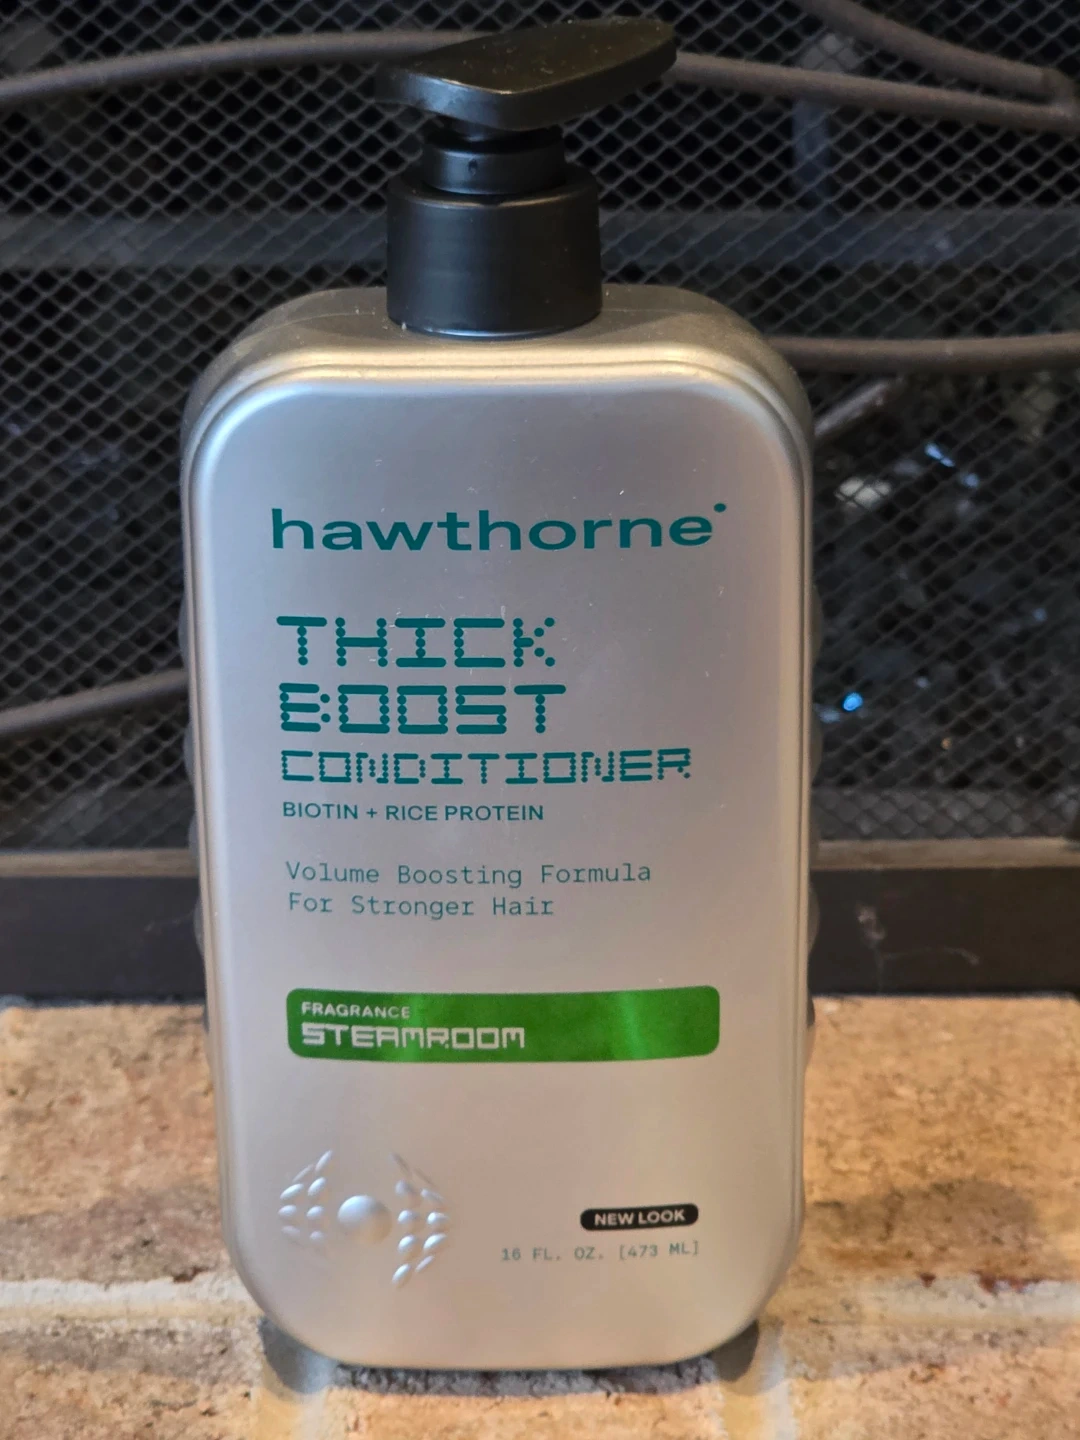 hawthorne
THICK
BOOST
CONDITIONER
BIOTIN + RICE PROTEIN
Volume Boosting Formula
For Stronger Hair
FRAGRANCE
STEAMROOM
NEW LOOK
16 FL. OZ. [473 ML]